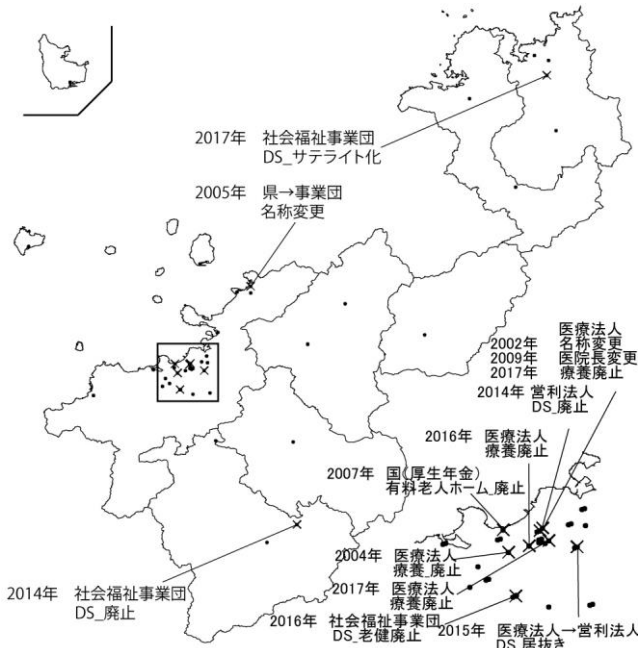 2017年 社会福祉事業団
DS_サテライト化
2005年 県→事業団
名称変更
医療法人
2002年 名称変更
2009年 医院長変更
2017年 療養廃止
2014年 営利法人
DS_廃止
2016年 医療法人
療養廃止
2007年 国(厚生年金)
有料老人ホーム_廃止
2004年 医療法人
療養_廃止
2017年 医療法人
療養廃止
2014年 社会福祉事業団
DS_廃止
2016年 社会福祉事業団
DS_老健廃止
2015年 医療法人→営利法人
DS_居抜き